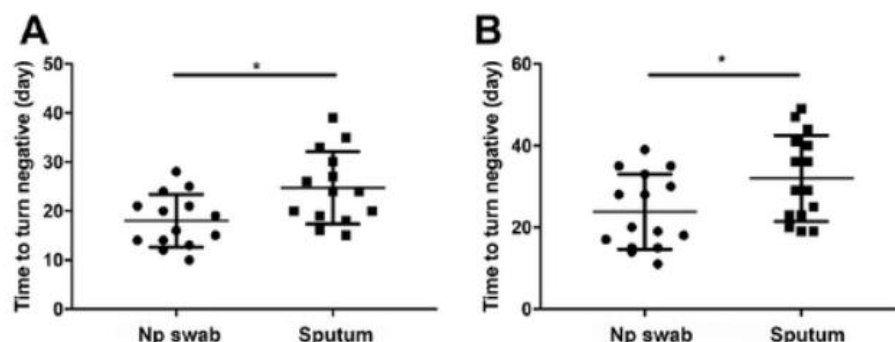 A
Time to turn negative (day)
50
40
30
20
10
0
*
Np swab
Sputum
B
Time to turn negative (day)
60
40
20
0
*
Np swab
Sputum